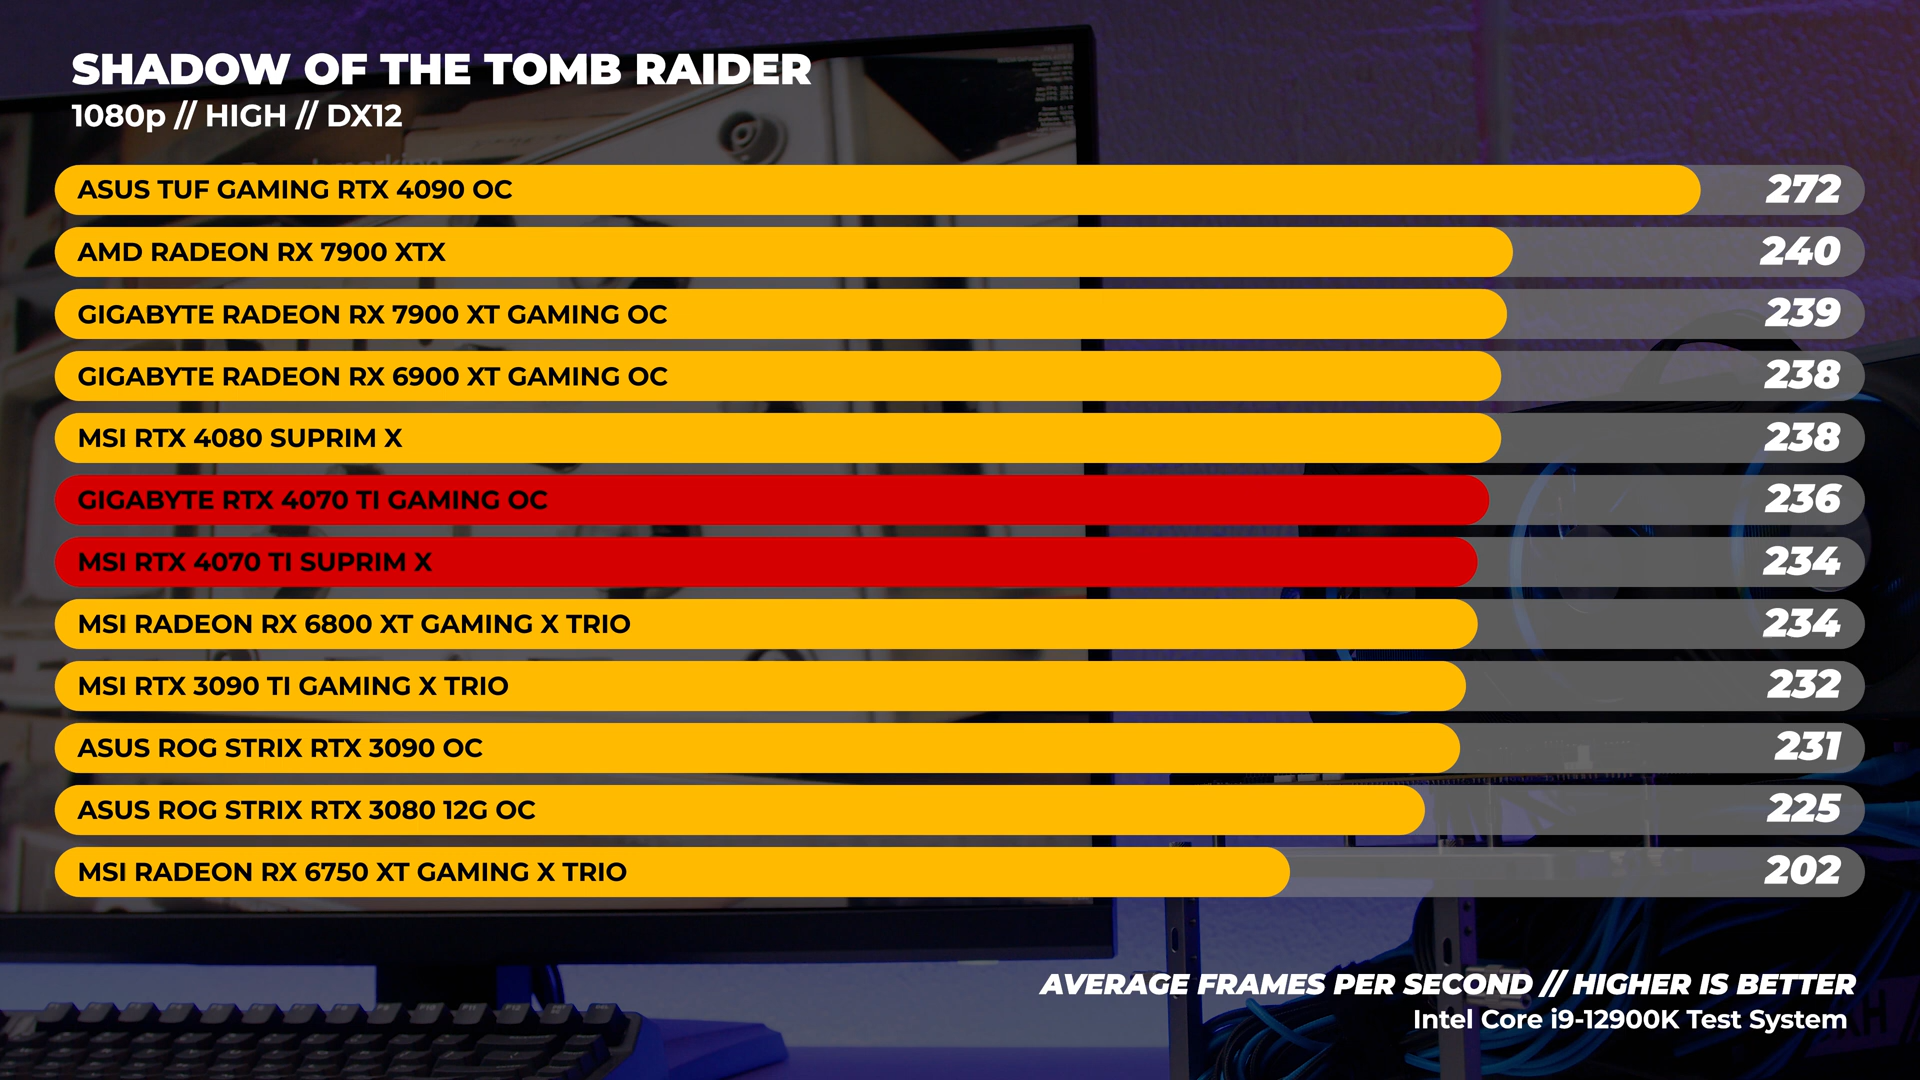 SHADOW OF THE TOMB RAIDER
1080p // HIGH // DX12
ASUS TUF GAMING RTX 4090 OC 272
AMD RADEON RX 7900 XTX 240
GIGABYTE RADEON RX 7900 XT GAMING OC 239
GIGABYTE RADEON RX 6900 XT GAMING OC 238
MSI RTX 4080 SUPRIM X 238
GIGABYTE RTX 4070 TI GAMING OC 236
MSI RTX 4070 TI SUPRIM X 234
MSI RADEON RX 6800 XT GAMING X TRIO 234
MSI RTX 3090 TI GAMING X TRIO 232
ASUS ROG STRIX RTX 3090 OC 231
ASUS ROG STRIX RTX 3080 12G OC 225
MSI RADEON RX 6750 XT GAMING X TRIO 202
AVERAGE FRAMES PER SECOND // HIGHER IS BETTER
Intel Core i9-12900K Test System